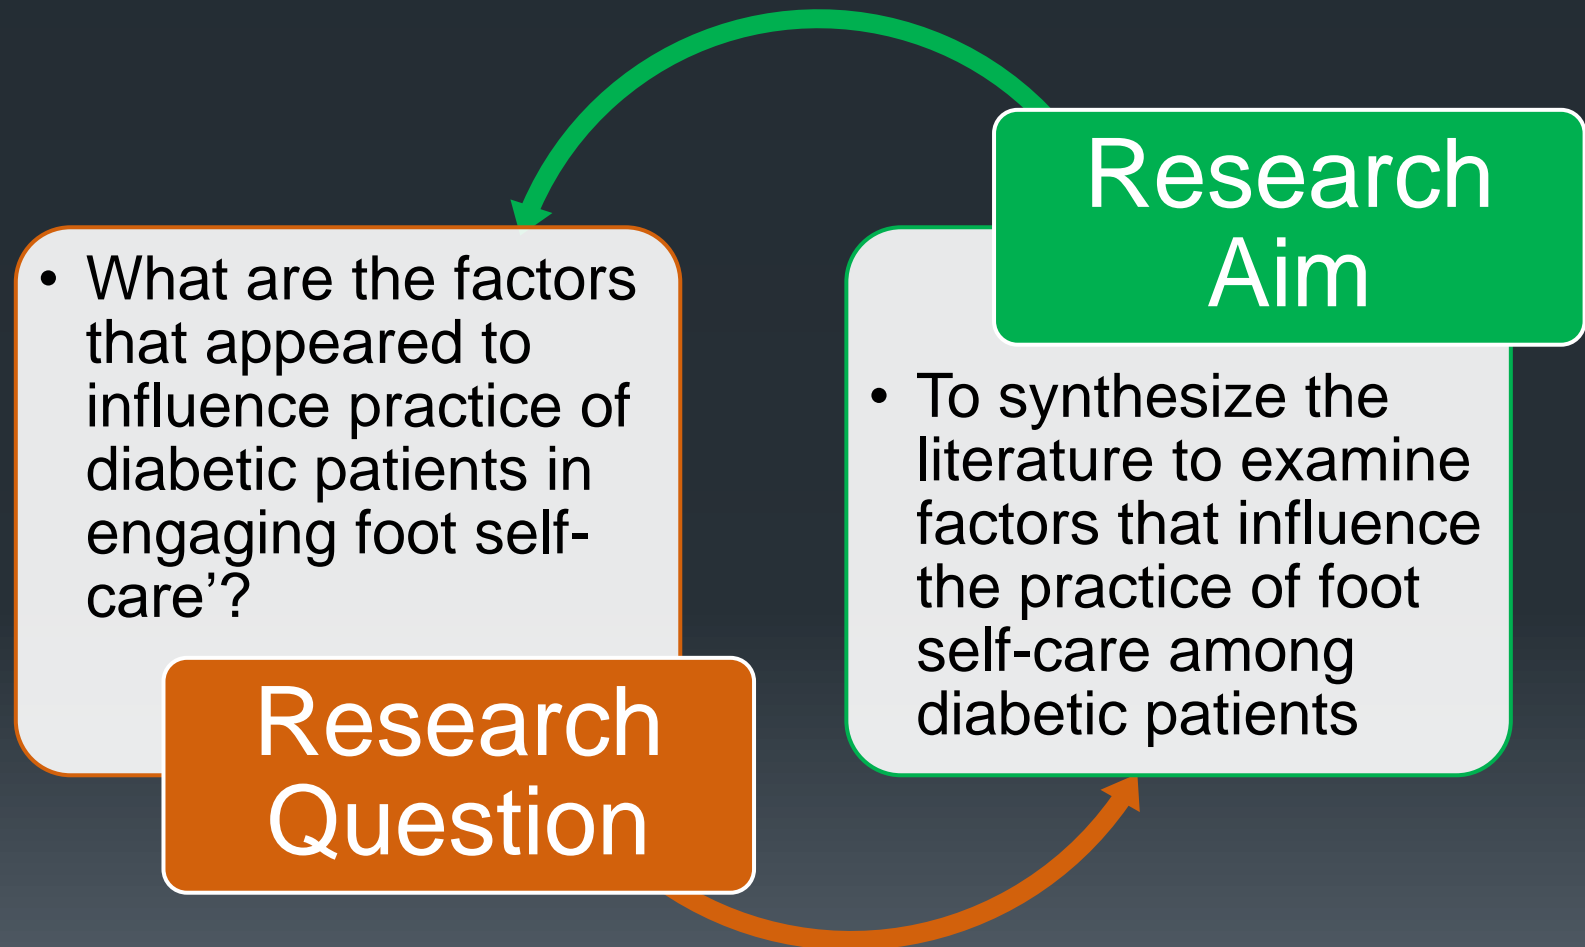 • What are the factors
that appeared to
influence practice of
diabetic patients in
engaging foot self-
care’?
Research
Question
Research
Aim
• To synthesize the
literature to examine
factors that influence
the practice of foot
self-care among
diabetic patients